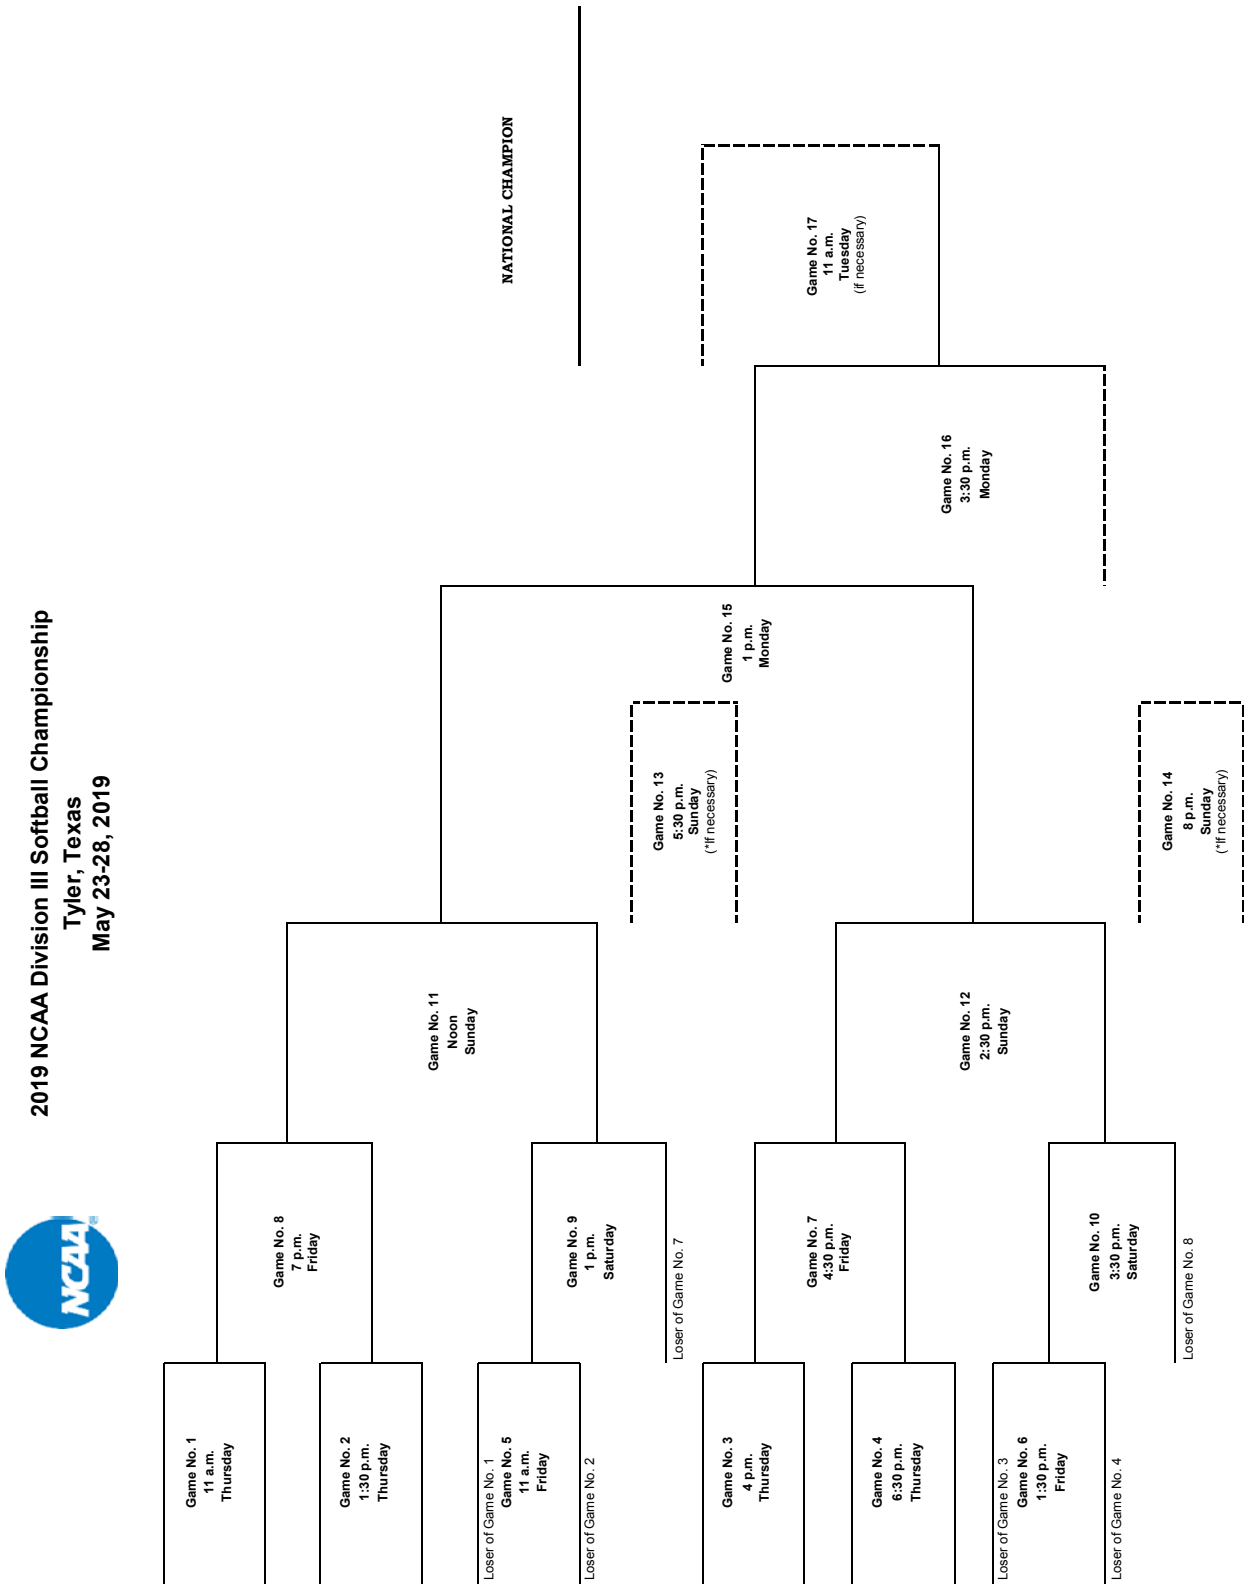 2019 NCAA Division III Softball Championship
Tyler, Texas
May 23-28, 2019
NCAA
®
Game No. 1
11 a.m.
Thursday
Game No. 2
1:30 p.m.
Thursday
Loser of Game No. 1
Game No. 5
11 a.m.
Friday
Loser of Game No. 2
Game No. 3
4 p.m.
Thursday
Game No. 4
6:30 p.m.
Thursday
Loser of Game No. 3
Game No. 6
1:30 p.m.
Friday
Loser of Game No. 4
Game No. 8
7 p.m.
Friday
Game No. 9
1 p.m.
Saturday
Loser of Game No. 7
Game No. 7
4:30 p.m.
Friday
Game No. 10
3:30 p.m.
Saturday
Loser of Game No. 8
Game No. 11
Noon
Sunday
Game No. 12
2:30 p.m.
Sunday
Game No. 13
5:30 p.m.
Sunday
(*If necessary)
Game No. 14
8 p.m.
Sunday
(*If necessary)
Game No. 15
1 p.m.
Monday
Game No. 16
3:30 p.m.
Monday
Game No. 17
11 a.m.
Tuesday
(if necessary)
NATIONAL CHAMPION